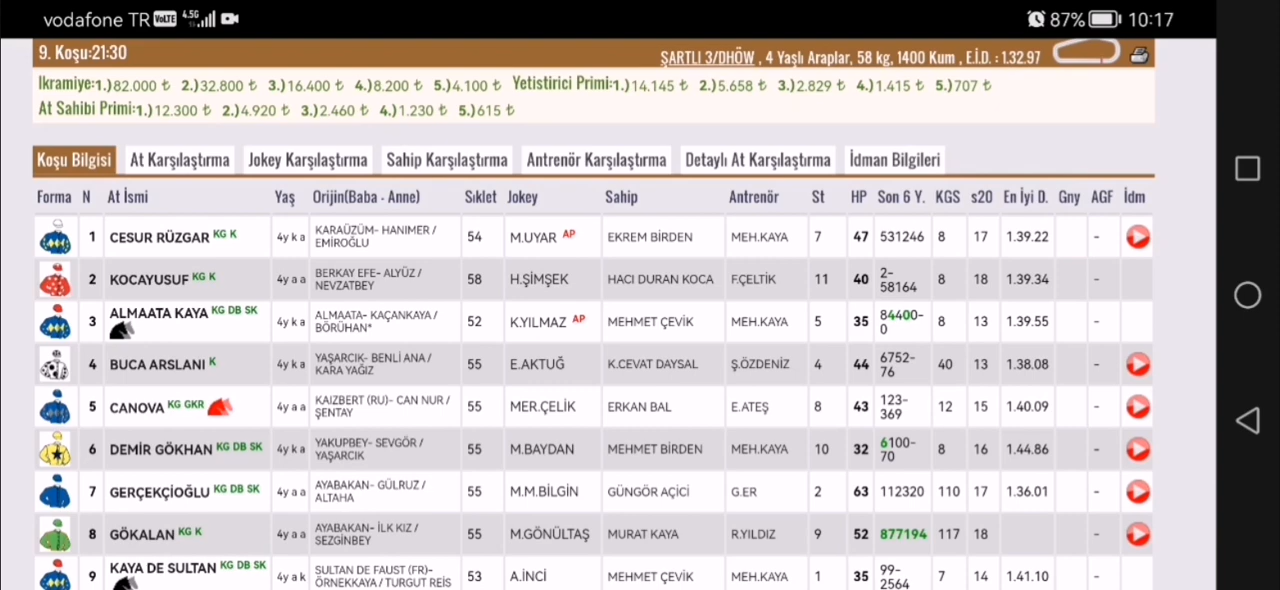 vodafone TR VoLTE 4.5G 87% 10:17
9. Koşu:21:30 ŞARTLI 3/DHÖW , 4 Yaşlı Araplar, 58 kg, 1400 Kum , E.İ.D. : 1.32.97
Ikramiye:1.)82.000 ₺ 2.)32.800 ₺ 3.)16.400 ₺ 4.)8.200 ₺ 5.)4.100 ₺ Yetistirici Primi:1.)14.145 ₺ 2.)5.658 ₺ 3.)2.829 ₺ 4.)1.415 ₺ 5.)707 ₺
At Sahibi Primi:1.)12.300 ₺ 2.)4.920 ₺ 3.)2.460 ₺ 4.)1.230 ₺ 5.)615 ₺
Koşu Bilgisi At Karşılaştırma Jokey Karşılaştırma Sahip Karşılaştırma Antrenör Karşılaştırma Detaylı At Karşılaştırma İdman Bilgileri
Forma N At İsmi Yaş Orijin(Baba - Anne) Sıklet Jokey Sahip Antrenör St HP Son 6 Y. KGS s20 En İyi D. Gny AGF İdm
1 CESUR RÜZGAR KG K 4y k a KARAÜZÜM- HANIMER / EMİROĞLU 54 M.UYAR AP EKREM BİRDEN MEH.KAYA 7 47 531246 8 17 1.39.22 -
2 KOCAYUSUF KG K 4y a a BERKAY EFE- ALYÜZ / NEVZATBEY 58 H.ŞİMŞEK HACI DURAN KOCA F.ÇELTİK 11 40 2-58164 8 18 1.39.34 -
3 ALMAATA KAYA KG DB SK 4y k a ALMAATA- KAÇANKAYA / BÖRÜHAN* 52 K.YILMAZ AP MEHMET ÇEVİK MEH.KAYA 5 35 84400-0 8 13 1.39.55 -
4 BUCA ARSLANI K 4y k a YAŞARCIK- BENLİ ANA / KARA YAĞIZ 55 E.AKTUĞ K.CEVAT DAYSAL Ş.ÖZDENİZ 4 44 6752-76 40 13 1.38.08 -
5 CANOVA KG GKR 4y a a KAIZBERT (RU)- CAN NUR / ŞENTAY 55 MER.ÇELİK ERKAN BAL E.ATEŞ 8 43 123-369 12 15 1.40.09 -
6 DEMİR GÖKHAN KG DB SK 4y k a YAKUPBEY- SEVGÖR / YAŞARCIK 55 M.BAYDAN MEHMET BİRDEN MEH.KAYA 10 32 6100-70 8 16 1.44.86 -
7 GERÇEKÇİOĞLU KG DB SK 4y a a AYABAKAN- GÜLRUZ / ALTAHA 55 M.M.BİLGİN GÜNGÖR AÇİCİ G.ER 2 63 112320 110 17 1.36.01 -
8 GÖKALAN KG K 4y a a AYABAKAN- İLK KIZ / SEZGİNBEY 55 M.GÖNÜLTAŞ MURAT KAYA R.YILDIZ 9 52 877194 117 18 -
9 KAYA DE SULTAN KG DB SK 4y a k SULTAN DE FAUST (FR)- ÖRNEKKAYA / TURGUT REİS 53 A.İNCİ MEHMET ÇEVİK MEH.KAYA 1 35 99-2564 7 14 1.41.10 -